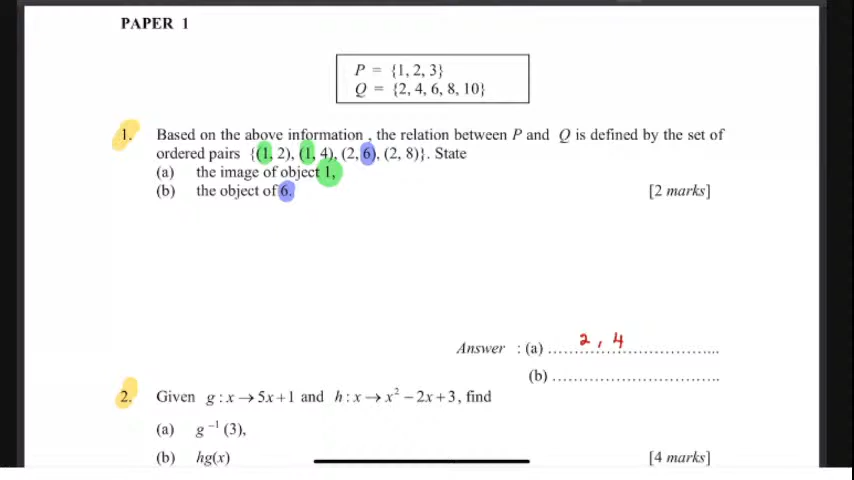 PAPER 1
P = {1, 2, 3}
Q = {2, 4, 6, 8, 10}
1. Based on the above information , the relation between P and Q is defined by the set of
ordered pairs {(1, 2), (1, 4), (2, 6), (2, 8)}. State
(a) the image of object 1,
(b) the object of 6. [2 marks]
2 , 4
Answer : (a) ...................................
(b) ...................................
2. Given g : x → 5x + 1 and h : x → x² − 2x + 3, find
(a) g⁻¹ (3),
(b) hg(x) [4 marks]